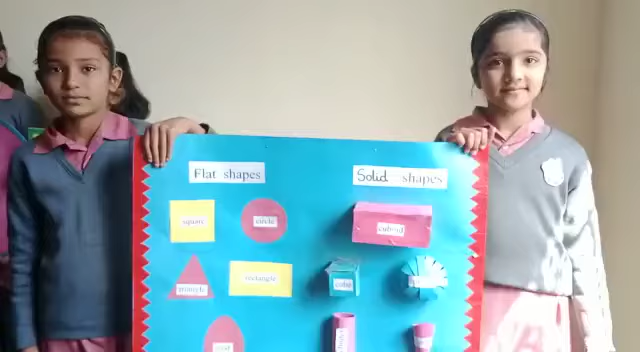 Flat shapes
Solid shapes
square
circle
cuboid
triangle
rectangle
cube